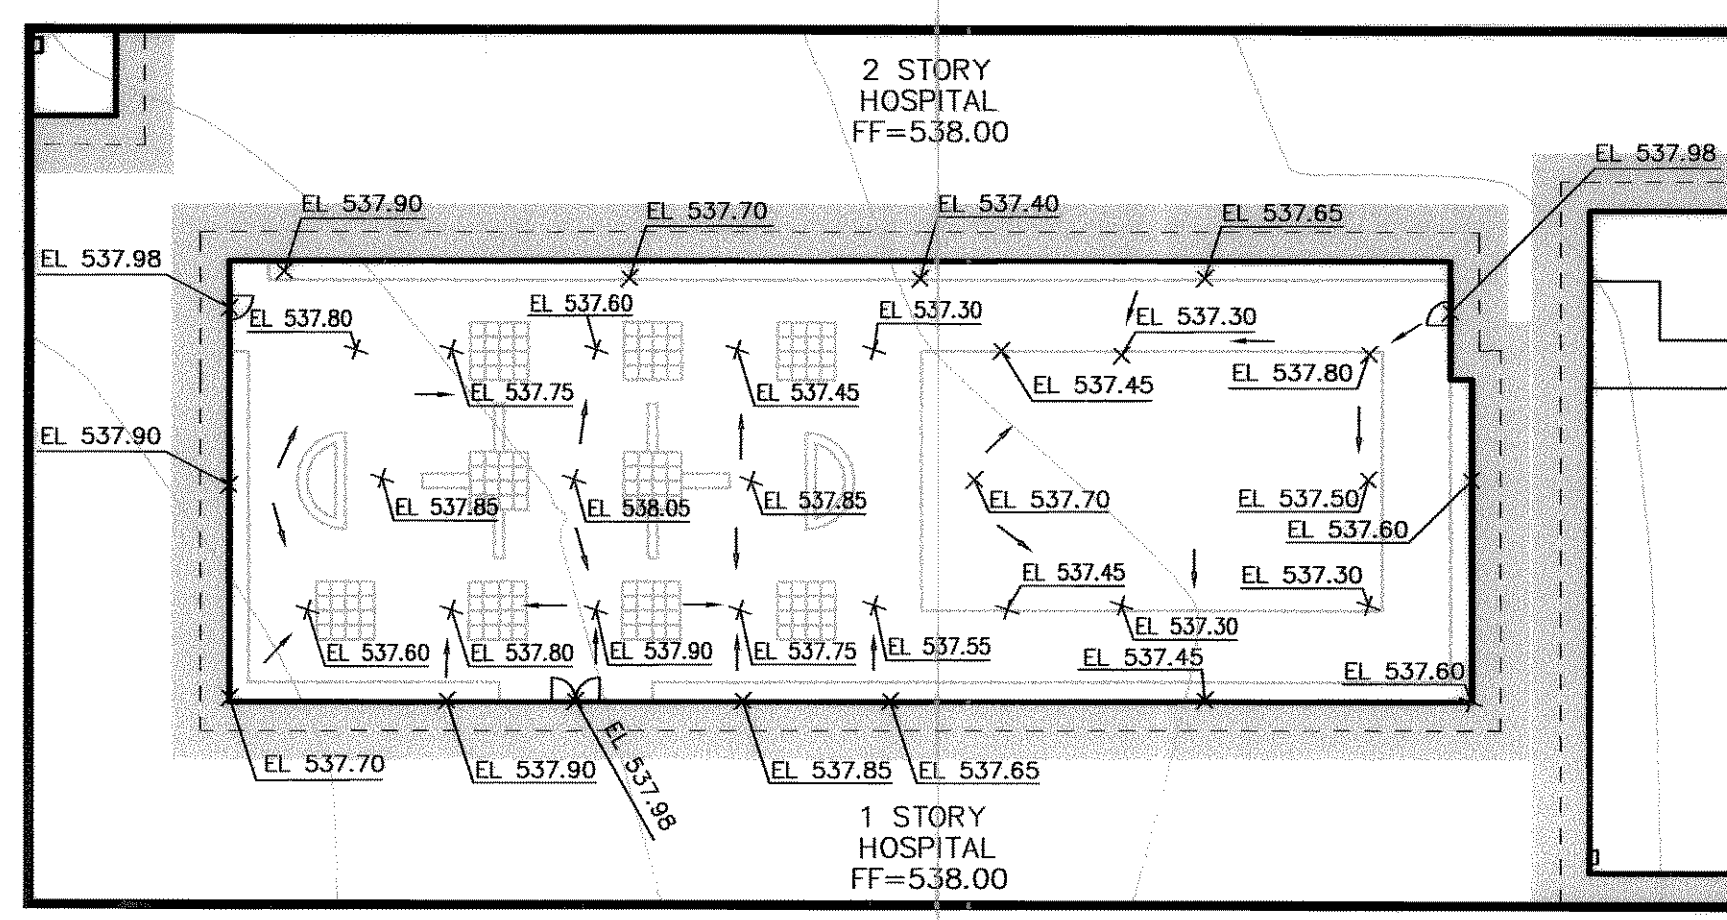 2 STORY
HOSPITAL
FF=538.00
EL 537.98
EL 537.90
EL 537.70
EL 537.40
EL 537.65
EL 537.98
EL 537.80
EL 537.60
EL 537.30
EL 537.30
EL 537.75
EL 537.45
EL 537.45
EL 537.80
EL 537.90
EL 537.85
EL 538.05
EL 537.85
EL 537.70
EL 537.50
EL 537.60
EL 537.45
EL 537.30
EL 537.30
EL 537.60
EL 537.80
EL 537.90
EL 537.75
EL 537.55
EL 537.45
EL 537.60
EL 537.70
EL 537.90
EL 537.98
EL 537.85
EL 537.65
1 STORY
HOSPITAL
FF=538.00